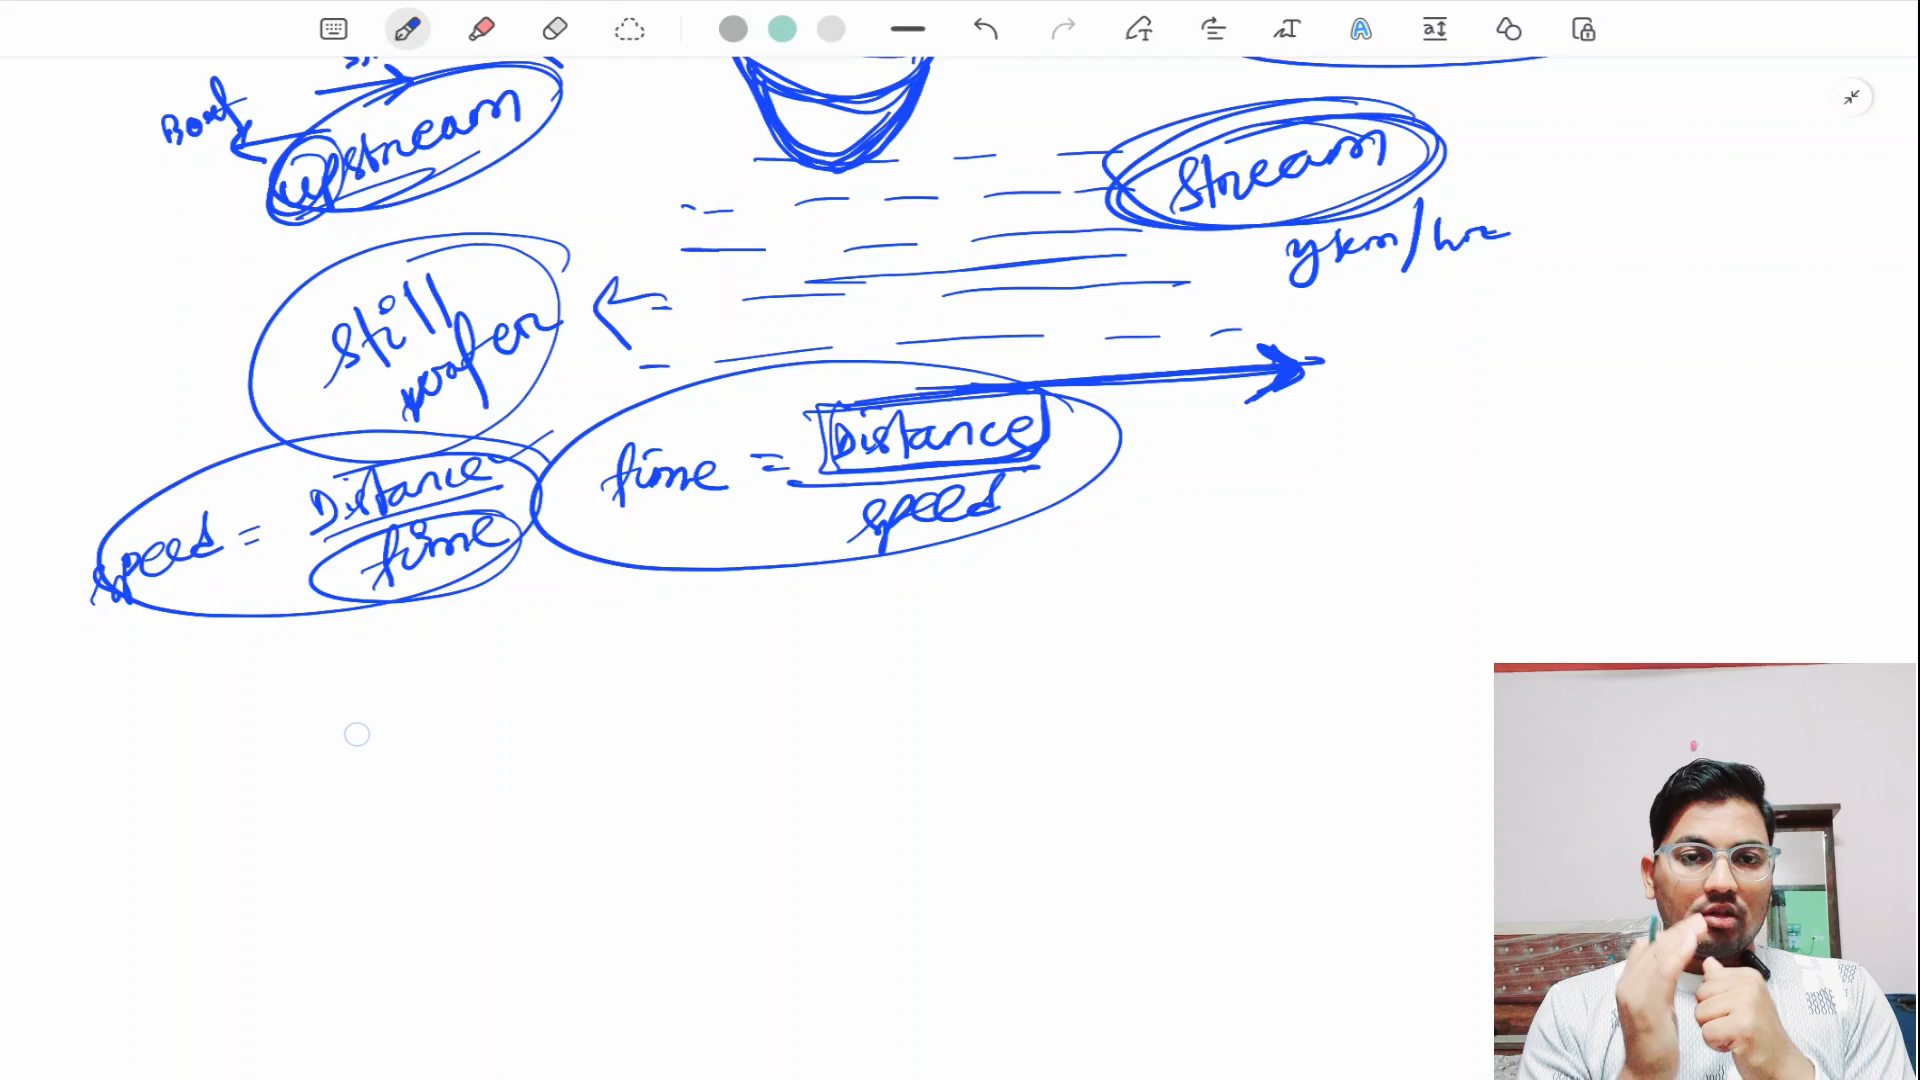 Boat
upstream
stream
y km/hr
still
water
time = Distance
speed
speed = Distance
time